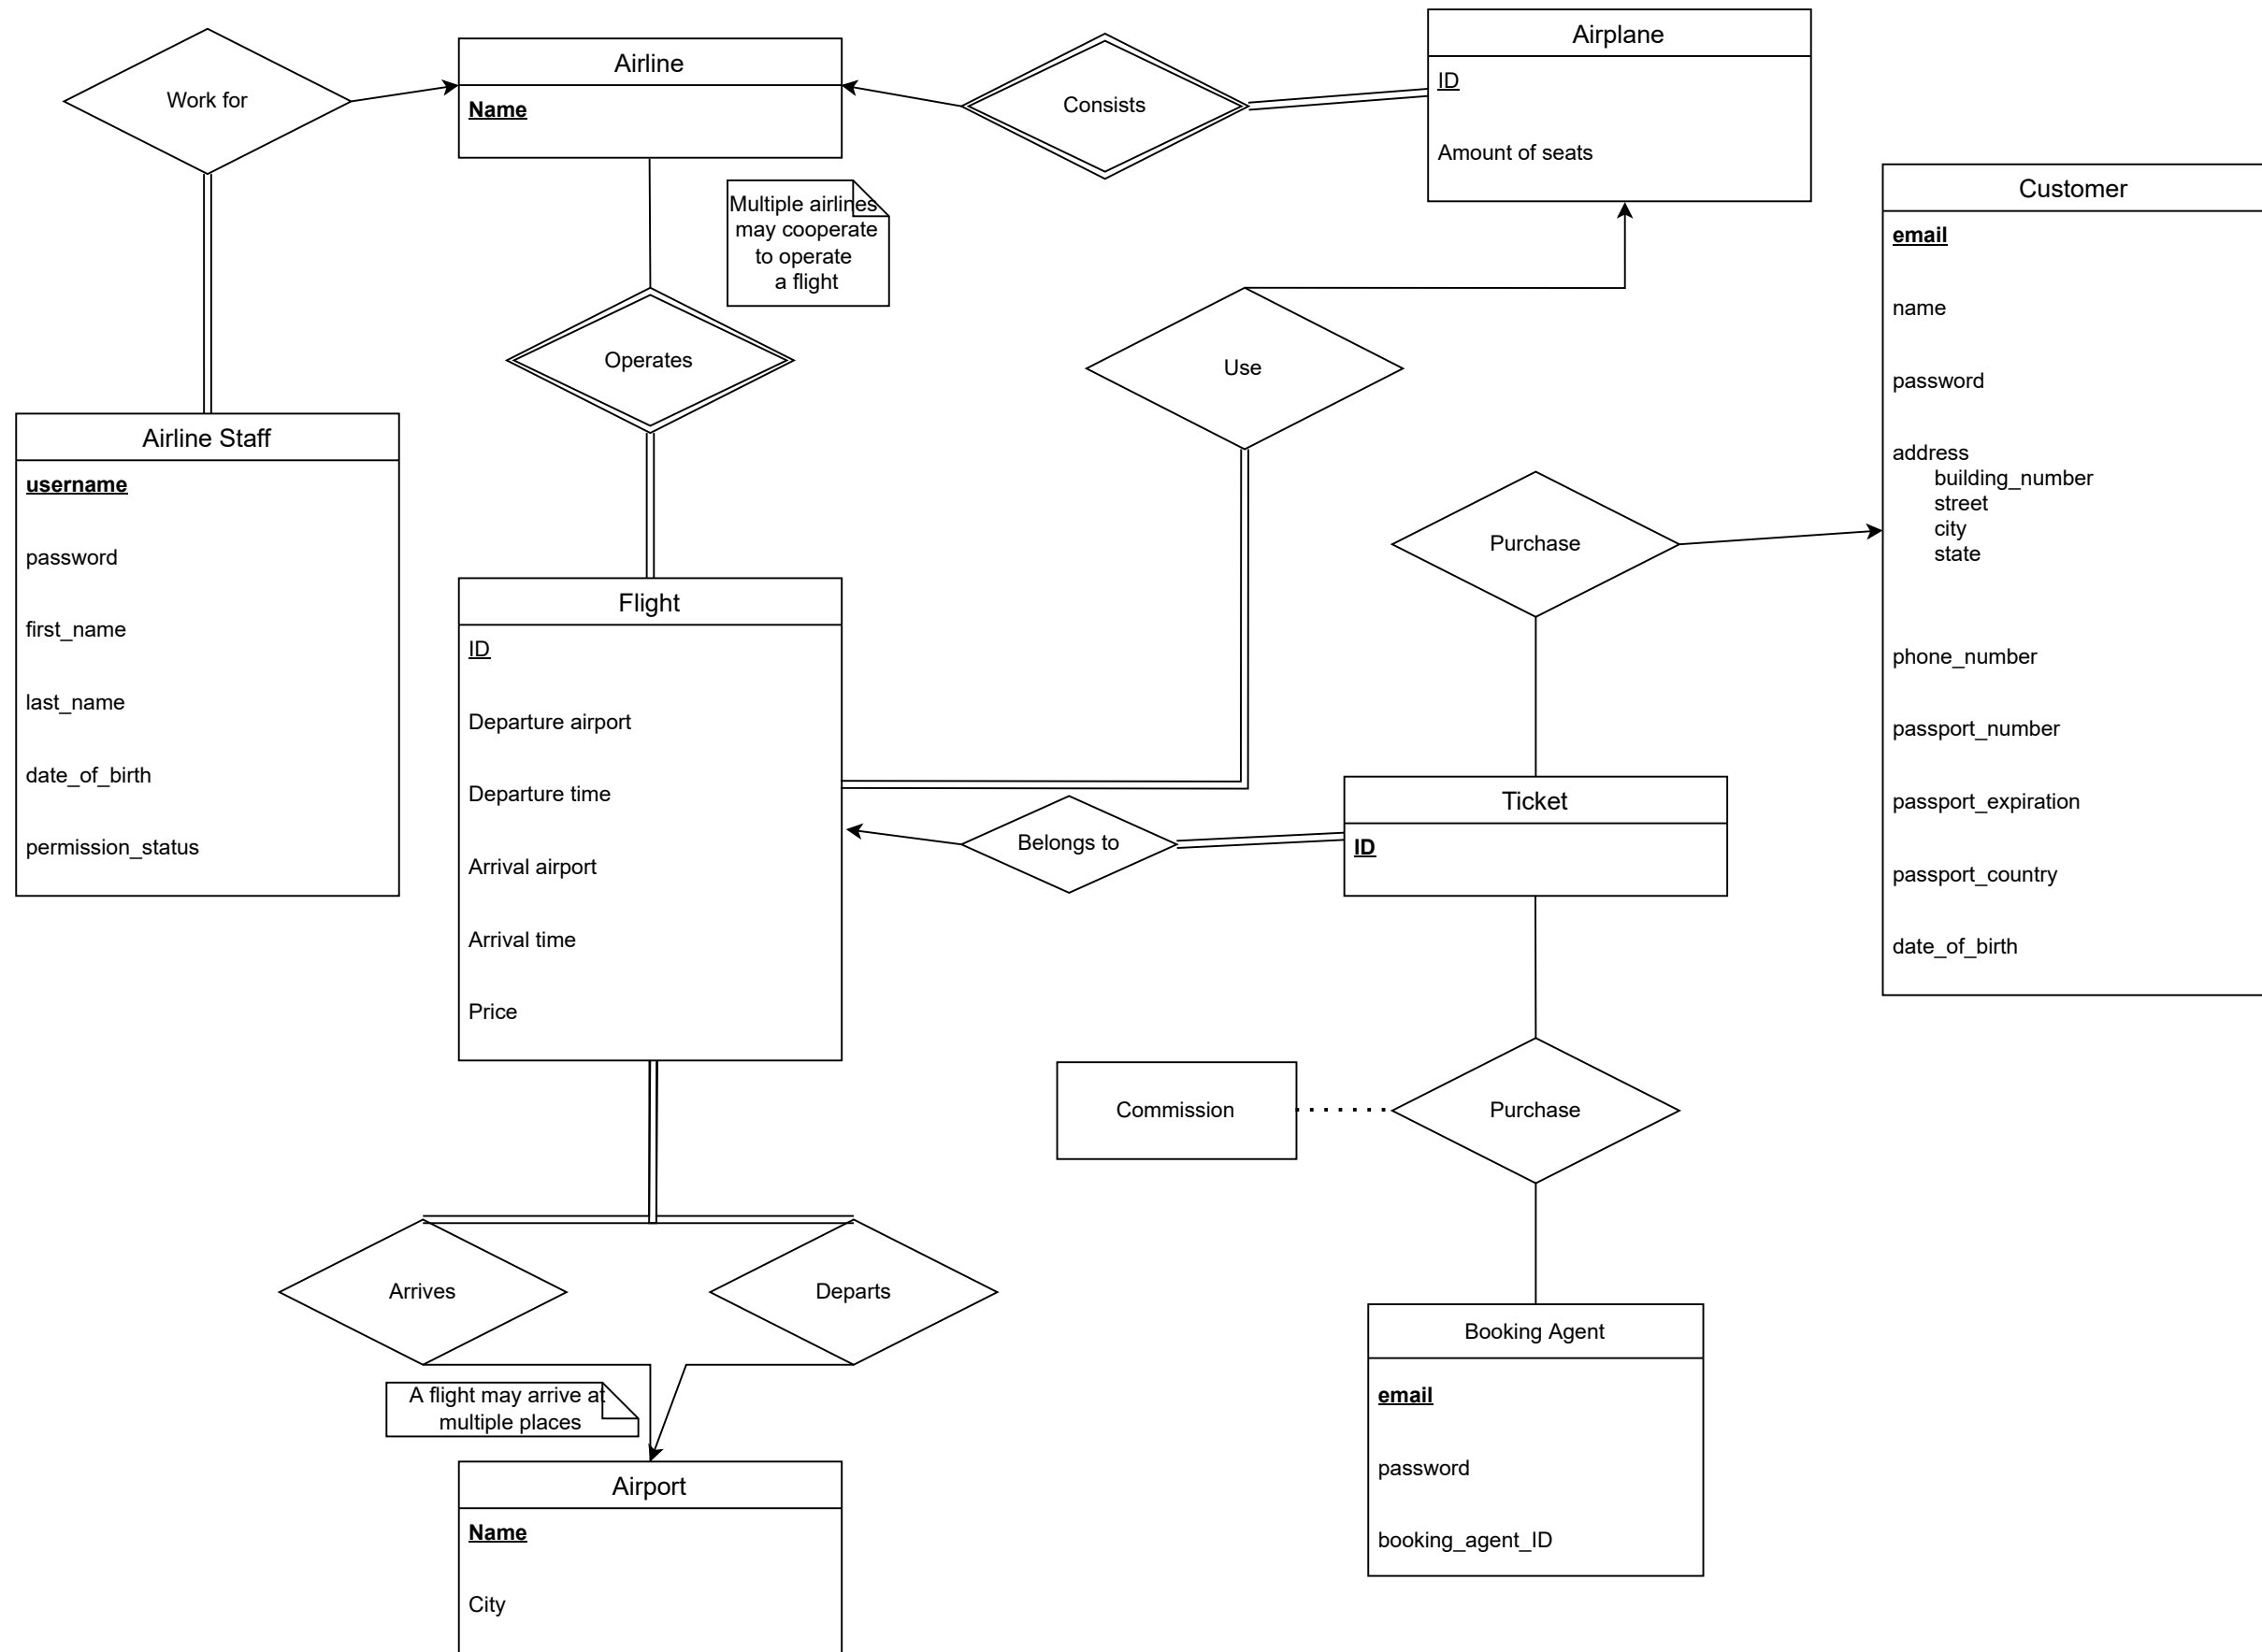 Work for
Airline
Name
Consists
Airplane
ID
Amount of seats
Multiple airlines
may cooperate
to operate
a flight
Customer
email
name
password
address
building_number
street
city
state
phone_number
passport_number
passport_expiration
passport_country
date_of_birth
Operates
Use
Airline Staff
username
password
first_name
last_name
date_of_birth
permission_status
Purchase
Flight
ID
Departure airport
Departure time
Arrival airport
Arrival time
Price
Belongs to
Ticket
ID
Commission
Purchase
Arrives
Departs
Booking Agent
email
password
booking_agent_ID
A flight may arrive at
multiple places
Airport
Name
City